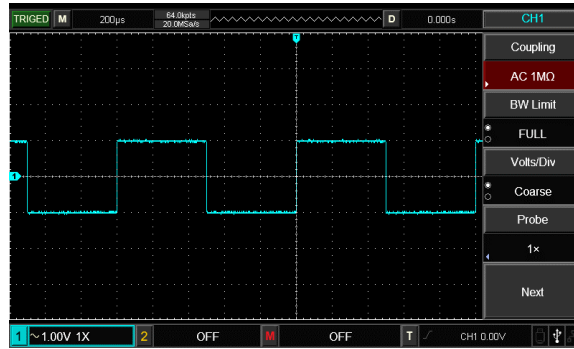 TRIGED M 200μs 64.0kpts D 0.000s CH1
20.0MSa/s
T
Coupling
AC 1MΩ
BW Limit
FULL
Volts/Div
1
Coarse
Probe
1×
Next
1 ~1.00V 1X 2 OFF M OFF T CH1 0.00V